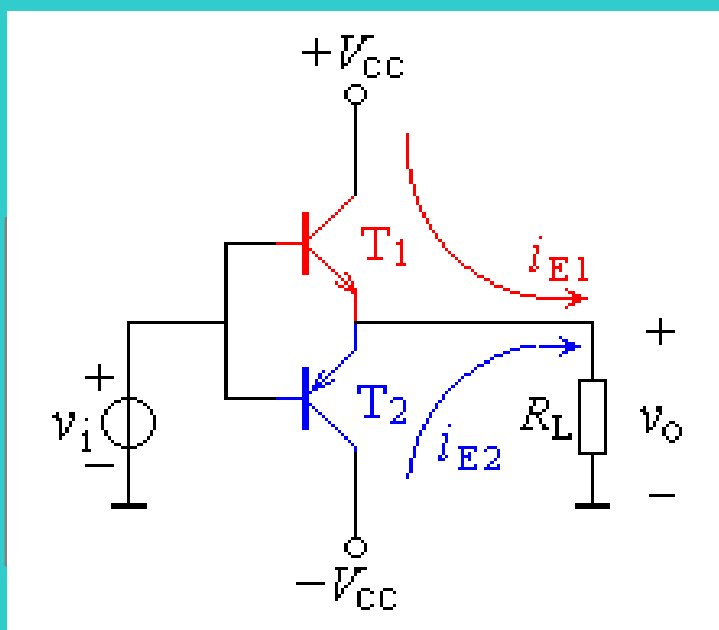 +VCC
T1
iE1
+
+
vi
T2
RL
vo
−
iE2
−
−VCC